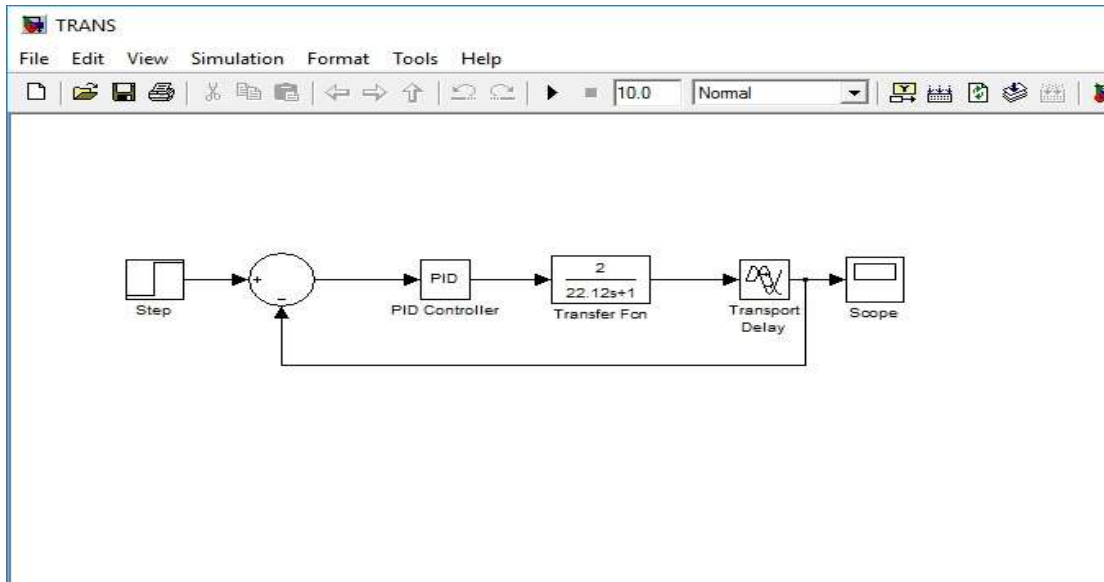 TRANS
File Edit View Simulation Format Tools Help
10.0 Normal
+
−
PID
2
22.12s+1
Step
PID Controller
Transfer Fcn
Transport
Delay
Scope